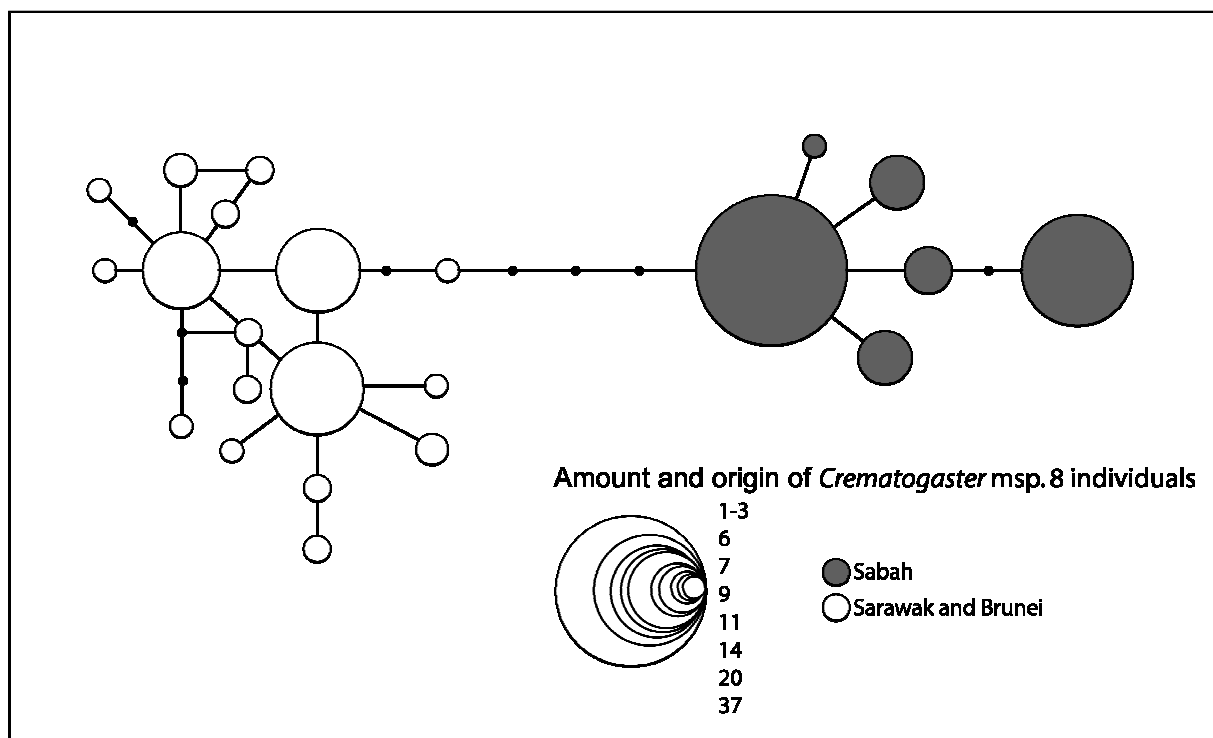 Amount and origin of Crematogaster msp. 8 individuals
1-3
6
7
9
11
14
20
37
Sabah
Sarawak and Brunei